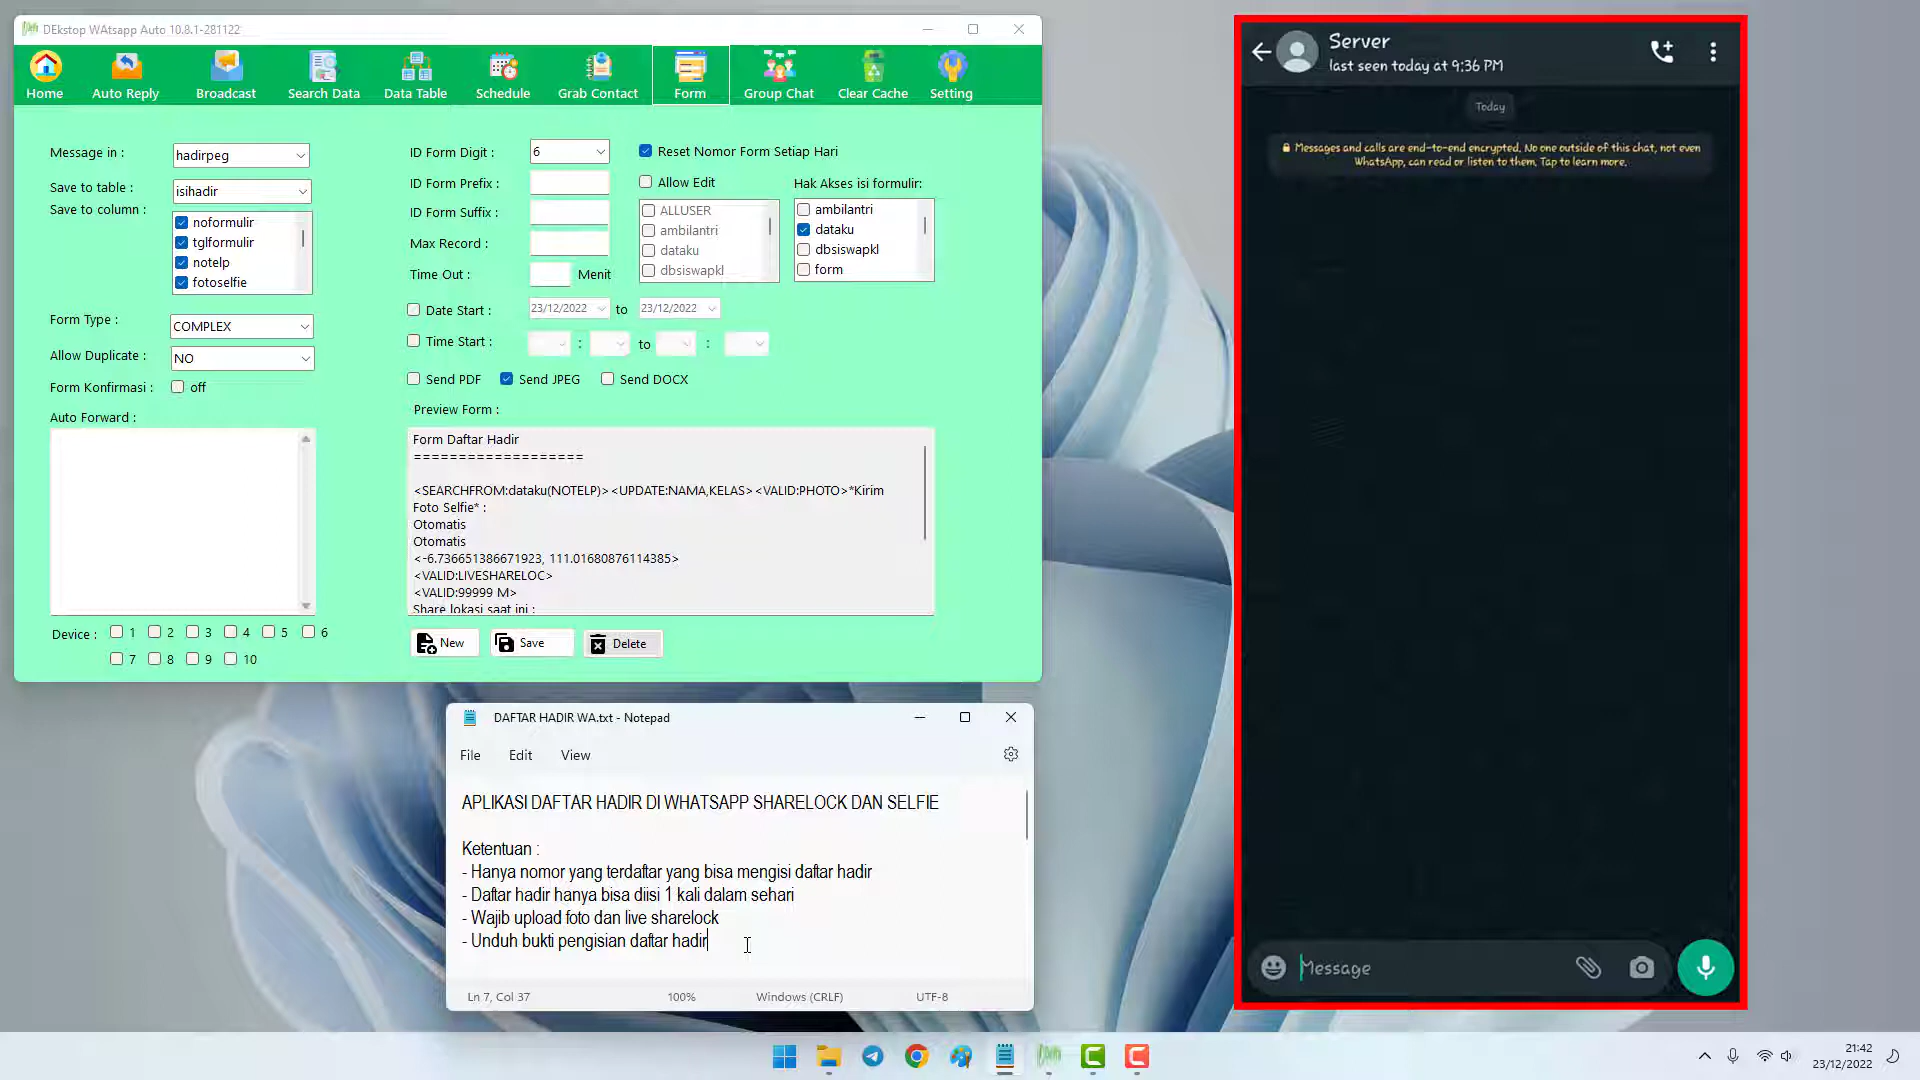 DEkstop WAtsapp Auto 10.8.1-281122
Home
Auto Reply
Broadcast
Search Data
Data Table
Schedule
Grab Contact
Form
Group Chat
Clear Cache
Setting
Message in :
hadirpeg
Save to table :
isihadir
Save to column :
noformulir
tglformulir
notelp
fotoselfie
Form Type :
COMPLEX
Allow Duplicate :
NO
Form Konfirmasi :
off
Auto Forward :
Device :
1
2
3
4
5
6
7
8
9
10
ID Form Digit :
6
ID Form Prefix :
ID Form Suffix :
Max Record :
Time Out :
Menit
Reset Nomor Form Setiap Hari
Allow Edit
ALLUSER
ambilantri
dataku
dbsiswapkl
Hak Akses isi formulir:
ambilantri
dataku
dbsiswapkl
form
Date Start :
23/12/2022
to
23/12/2022
Time Start :
:
to
:
Send PDF
Send JPEG
Send DOCX
Preview Form :
Form Daftar Hadir
===================
<SEARCHFROM:dataku(NOTELP)><UPDATE:NAMA,KELAS><VALID:PHOTO>*Kirim
Foto Selfie* :
Otomatis
Otomatis
<-6.736651386671923, 111.01680876114385>
<VALID:LIVESHARELOC>
<VALID:99999 M>
Share lokasi saat ini :
New
Save
Delete
DAFTAR HADIR WA.txt - Notepad
File
Edit
View
APLIKASI DAFTAR HADIR DI WHATSAPP SHARELOCK DAN SELFIE
Ketentuan :
- Hanya nomor yang terdaftar yang bisa mengisi daftar hadir
- Daftar hadir hanya bisa diisi 1 kali dalam sehari
- Wajib upload foto dan live sharelock
- Unduh bukti pengisian daftar hadir
Ln 7, Col 37
100%
Windows (CRLF)
UTF-8
Server
last seen today at 9:36 PM
Today
Messages and calls are end-to-end encrypted. No one outside of this chat, not even
WhatsApp, can read or listen to them. Tap to learn more.
Message
21:42
23/12/2022